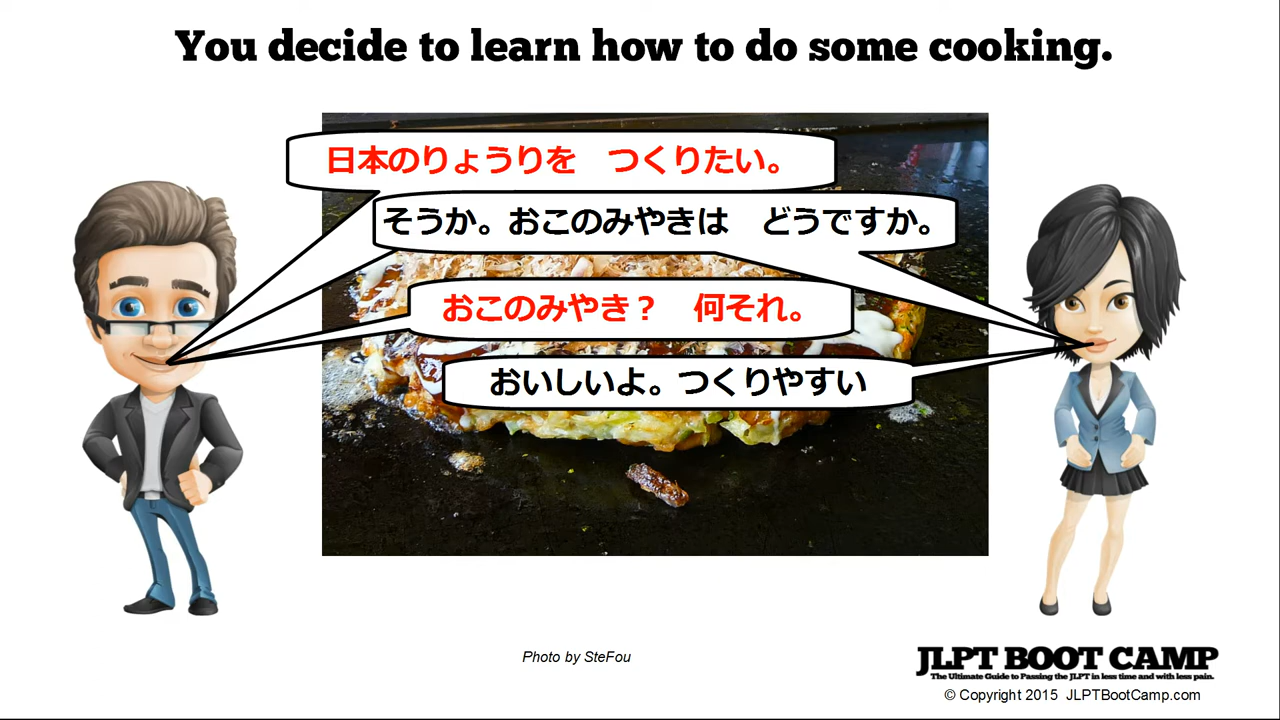 You decide to learn how to do some cooking.
日本のりょうりを　つくりたい。
そうか。おこのみやきは　どうですか。
おこのみやき？　何それ。
おいしいよ。つくりやすい
Photo by SteFou
JLPT BOOT CAMP
The Ultimate Guide to Passing the JLPT in less time and with less pain.
© Copyright 2015 JLPTBootCamp.com